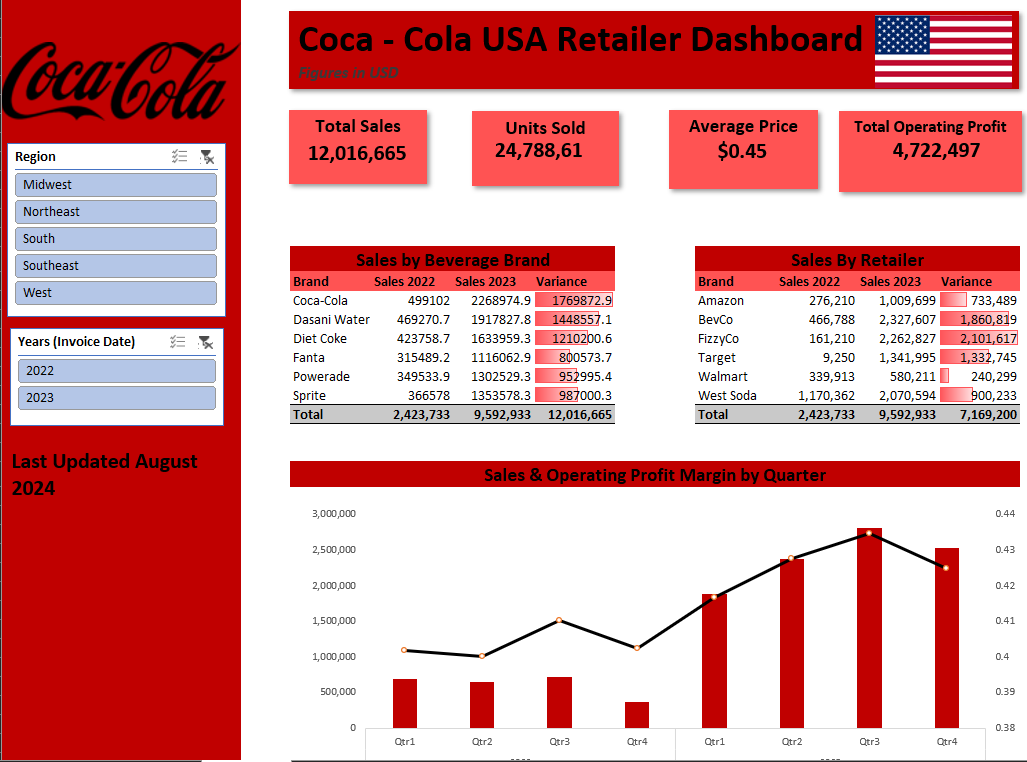 Coca-Cola
Coca - Cola USA Retailer Dashboard
Figures in USD
Total Sales
12,016,665
Units Sold
24,788,61
Average Price
$0.45
Total Operating Profit
4,722,497
Region
Midwest
Northeast
South
Southeast
West
Years (Invoice Date)
2022
2023
Last Updated August
2024
Sales by Beverage Brand
Brand Sales 2022 Sales 2023 Variance
Coca-Cola 499102 2268974.9 1769872.9
Dasani Water 469270.7 1917827.8 1448557.1
Diet Coke 423758.7 1633959.3 1210200.6
Fanta 315489.2 1116062.9 800573.7
Powerade 349533.9 1302529.3 952995.4
Sprite 366578 1353578.3 987000.3
Total 2,423,733 9,592,933 12,016,665
Sales By Retailer
Brand Sales 2022 Sales 2023 Variance
Amazon 276,210 1,009,699 733,489
BevCo 466,788 2,327,607 1,860,819
FizzyCo 161,210 2,262,827 2,101,617
Target 9,250 1,341,995 1,332,745
Walmart 339,913 580,211 240,299
West Soda 1,170,362 2,070,594 900,233
Total 2,423,733 9,592,933 7,169,200
Sales & Operating Profit Margin by Quarter
3,000,000 0.44
2,500,000 0.43
2,000,000 0.42
1,500,000 0.41
1,000,000 0.4
500,000 0.39
0 0.38
Qtr1 Qtr2 Qtr3 Qtr4 Qtr1 Qtr2 Qtr3 Qtr4